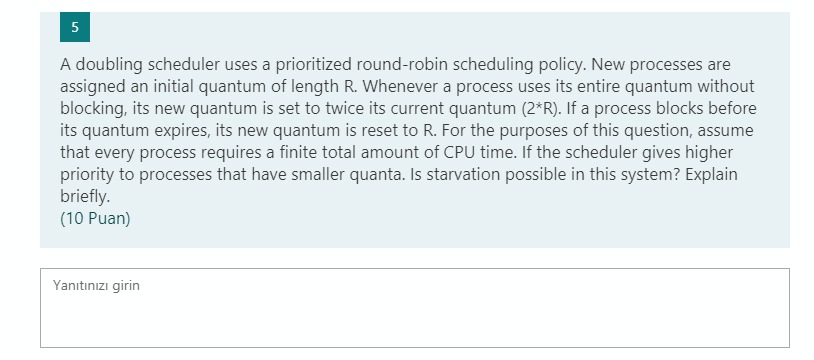 5
A doubling scheduler uses a prioritized round-robin scheduling policy. New processes are
assigned an initial quantum of length R. Whenever a process uses its entire quantum without
blocking, its new quantum is set to twice its current quantum (2*R). If a process blocks before
its quantum expires, its new quantum is reset to R. For the purposes of this question, assume
that every process requires a finite total amount of CPU time. If the scheduler gives higher
priority to processes that have smaller quanta. Is starvation possible in this system? Explain
briefly.
(10 Puan)
Yanıtınızı girin